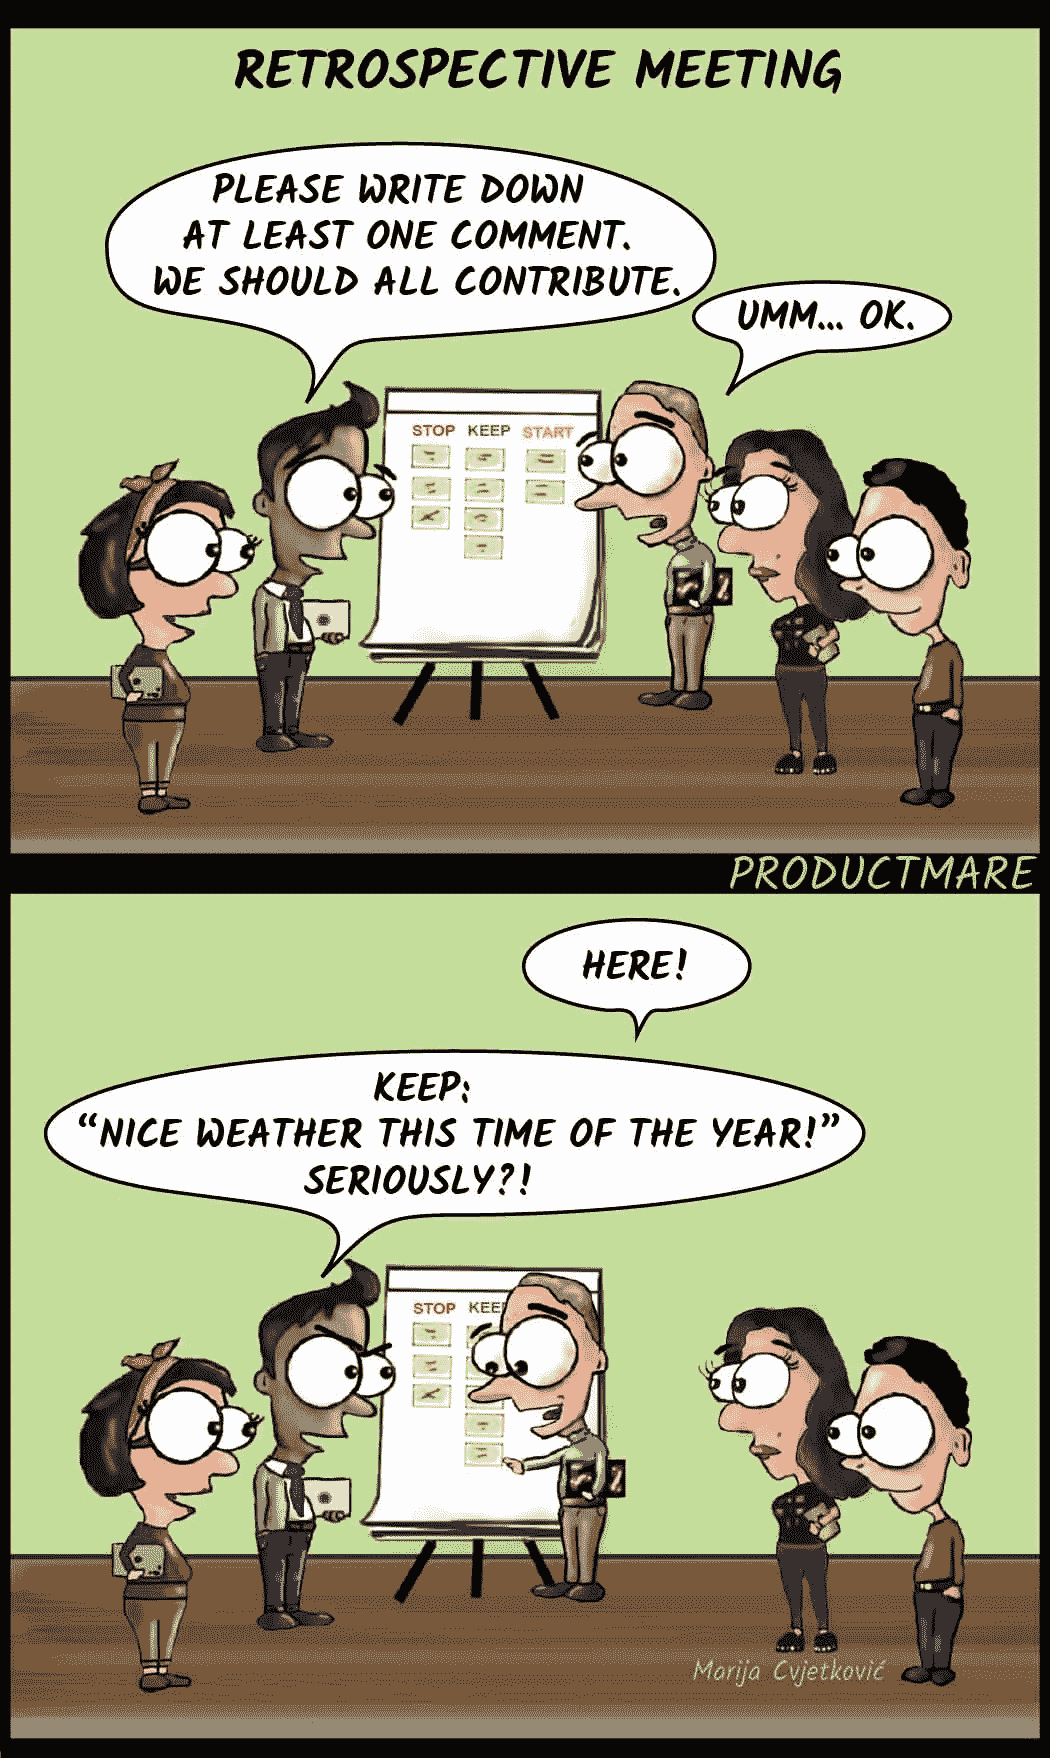 RETROSPECTIVE MEETING
PLEASE WRITE DOWN
AT LEAST ONE COMMENT.
WE SHOULD ALL CONTRIBUTE.
UMM... OK.
STOP KEEP START
PRODUCTMARE
HERE!
KEEP:
“NICE WEATHER THIS TIME OF THE YEAR!”
SERIOUSLY?!
STOP KEE
Marija Cvjetković